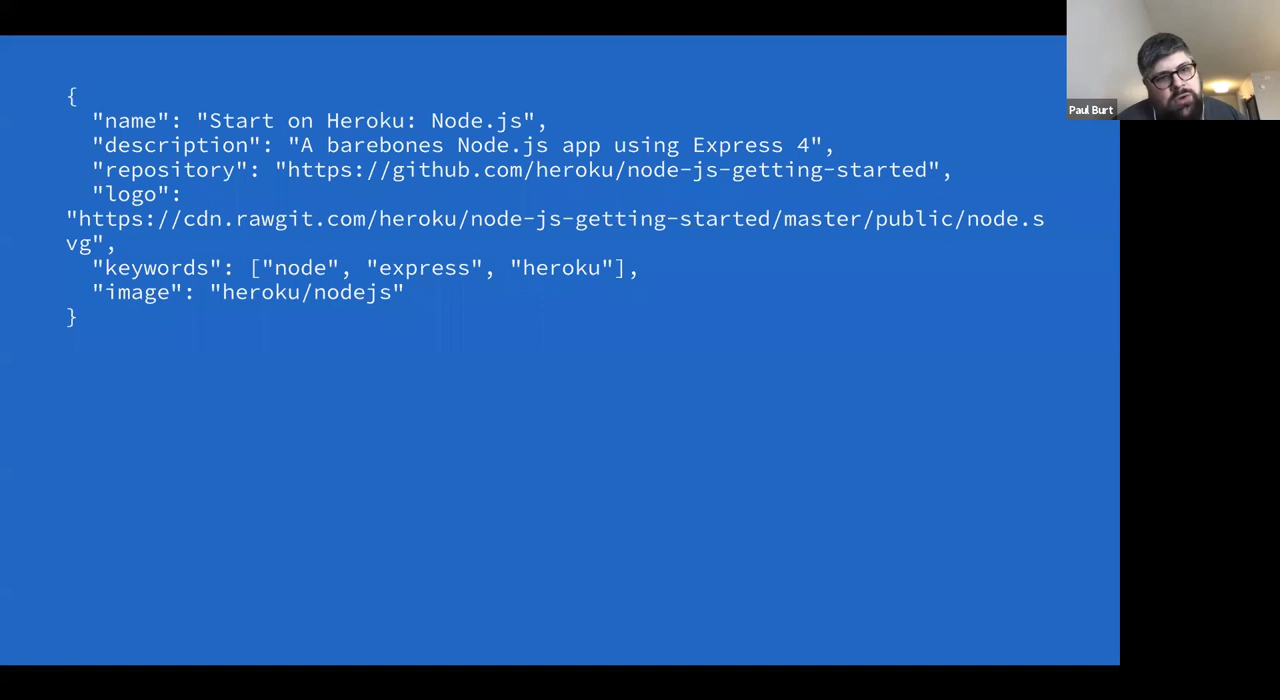 {
"name": "Start on Heroku: Node.js",
"description": "A barebones Node.js app using Express 4",
"repository": "https://github.com/heroku/node-js-getting-started",
"logo":
"https://cdn.rawgit.com/heroku/node-js-getting-started/master/public/node.s
vg",
"keywords": ["node", "express", "heroku"],
"image": "heroku/nodejs"
}
Paul Burt